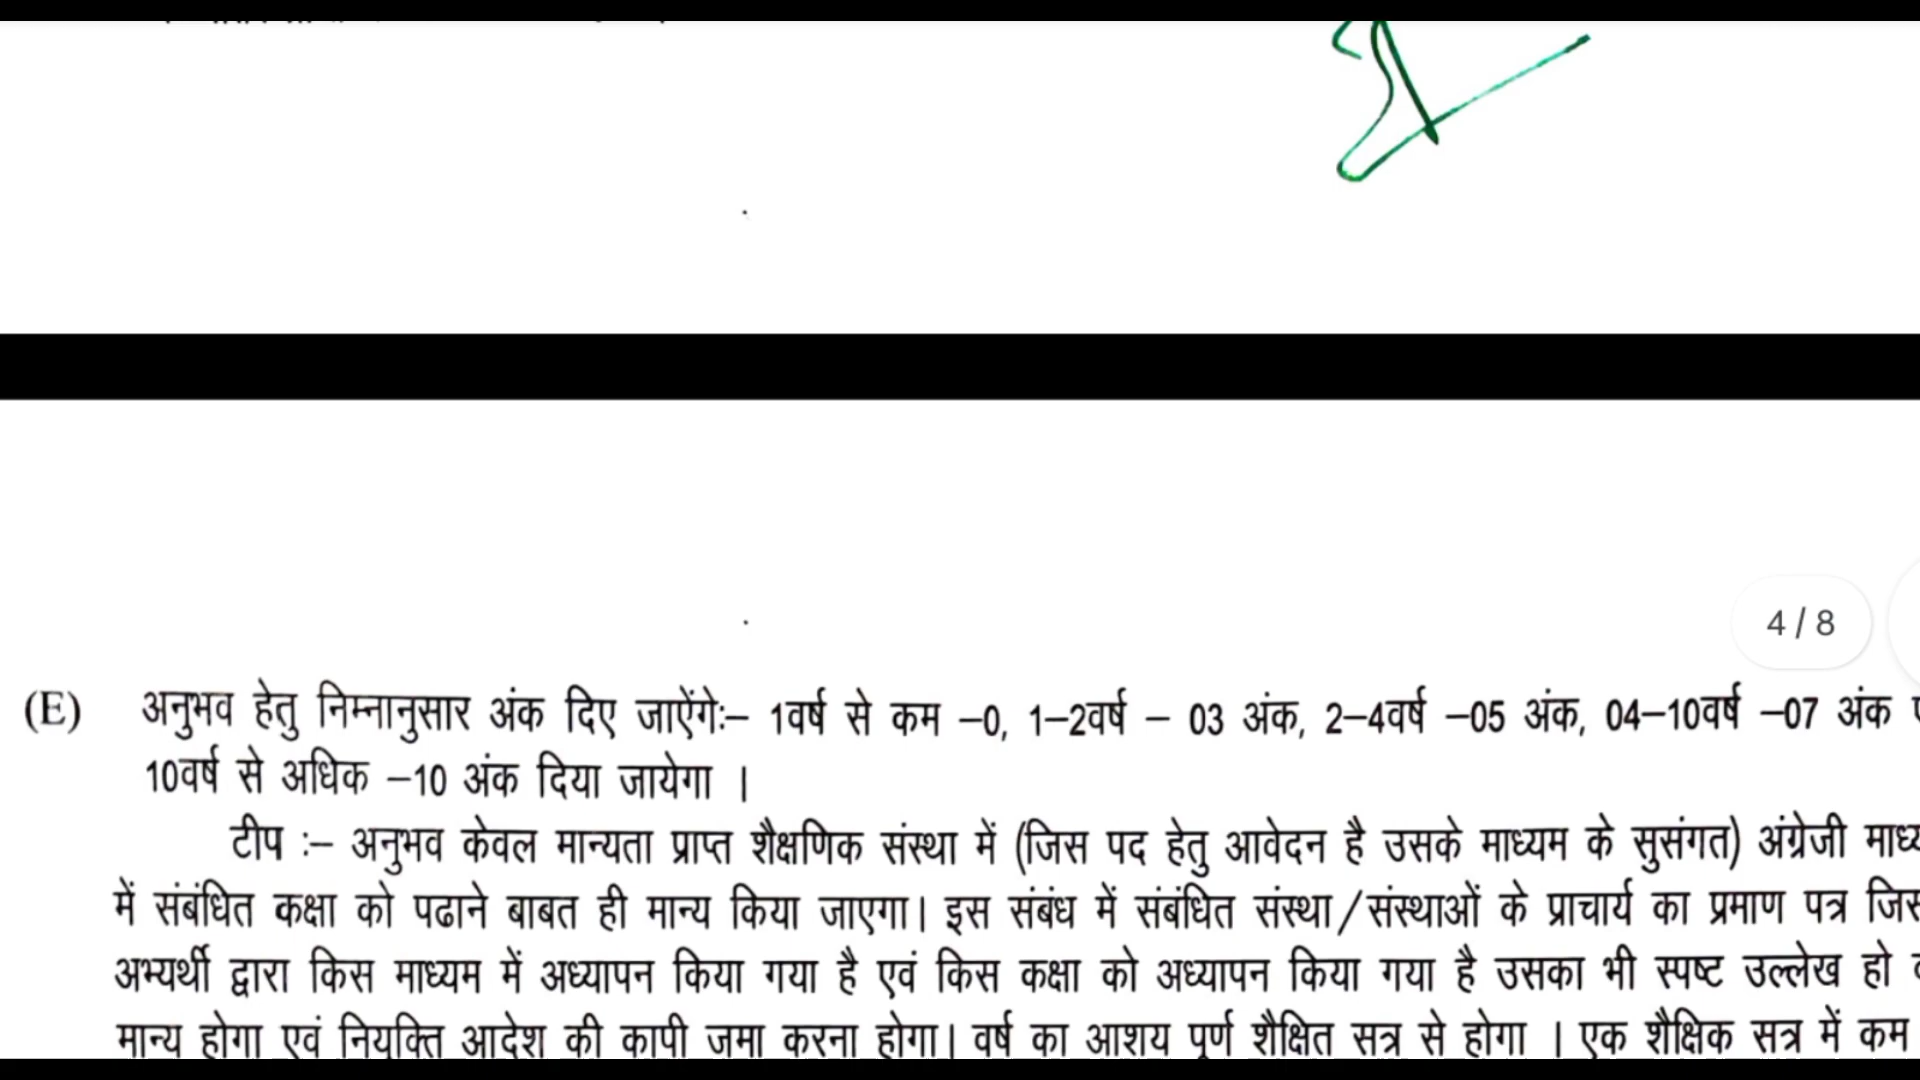 4 / 8
(E) अनुभव हेतु निम्नानुसार अंक दिए जाऐंगेः– 1वर्ष से कम –0, 1–2वर्ष – 03 अंक, 2–4वर्ष –05 अंक, 04–10वर्ष –07 अंक
10वर्ष से अधिक –10 अंक दिया जायेगा ।
टीप :– अनुभव केवल मान्यता प्राप्त शैक्षणिक संस्था में (जिस पद हेतु आवेदन है उसके माध्यम के सुसंगत) अंग्रेजी
में संबंधित कक्षा को पढाने बाबत ही मान्य किया जाएगा। इस संबंध में संबंधित संस्था/संस्थाओं के प्राचार्य का प्रमाण पत्र
अभ्यर्थी द्वारा किस माध्यम में अध्यापन किया गया है एवं किस कक्षा को अध्यापन किया गया है उसका भी स्पष्ट उल्लेख हो
मान्य होगा एवं नियुक्ति आदेश की कापी जमा करना होगा। वर्ष का आशय पूर्ण शैक्षित सत्र से होगा । एक शैक्षिक सत्र में कम